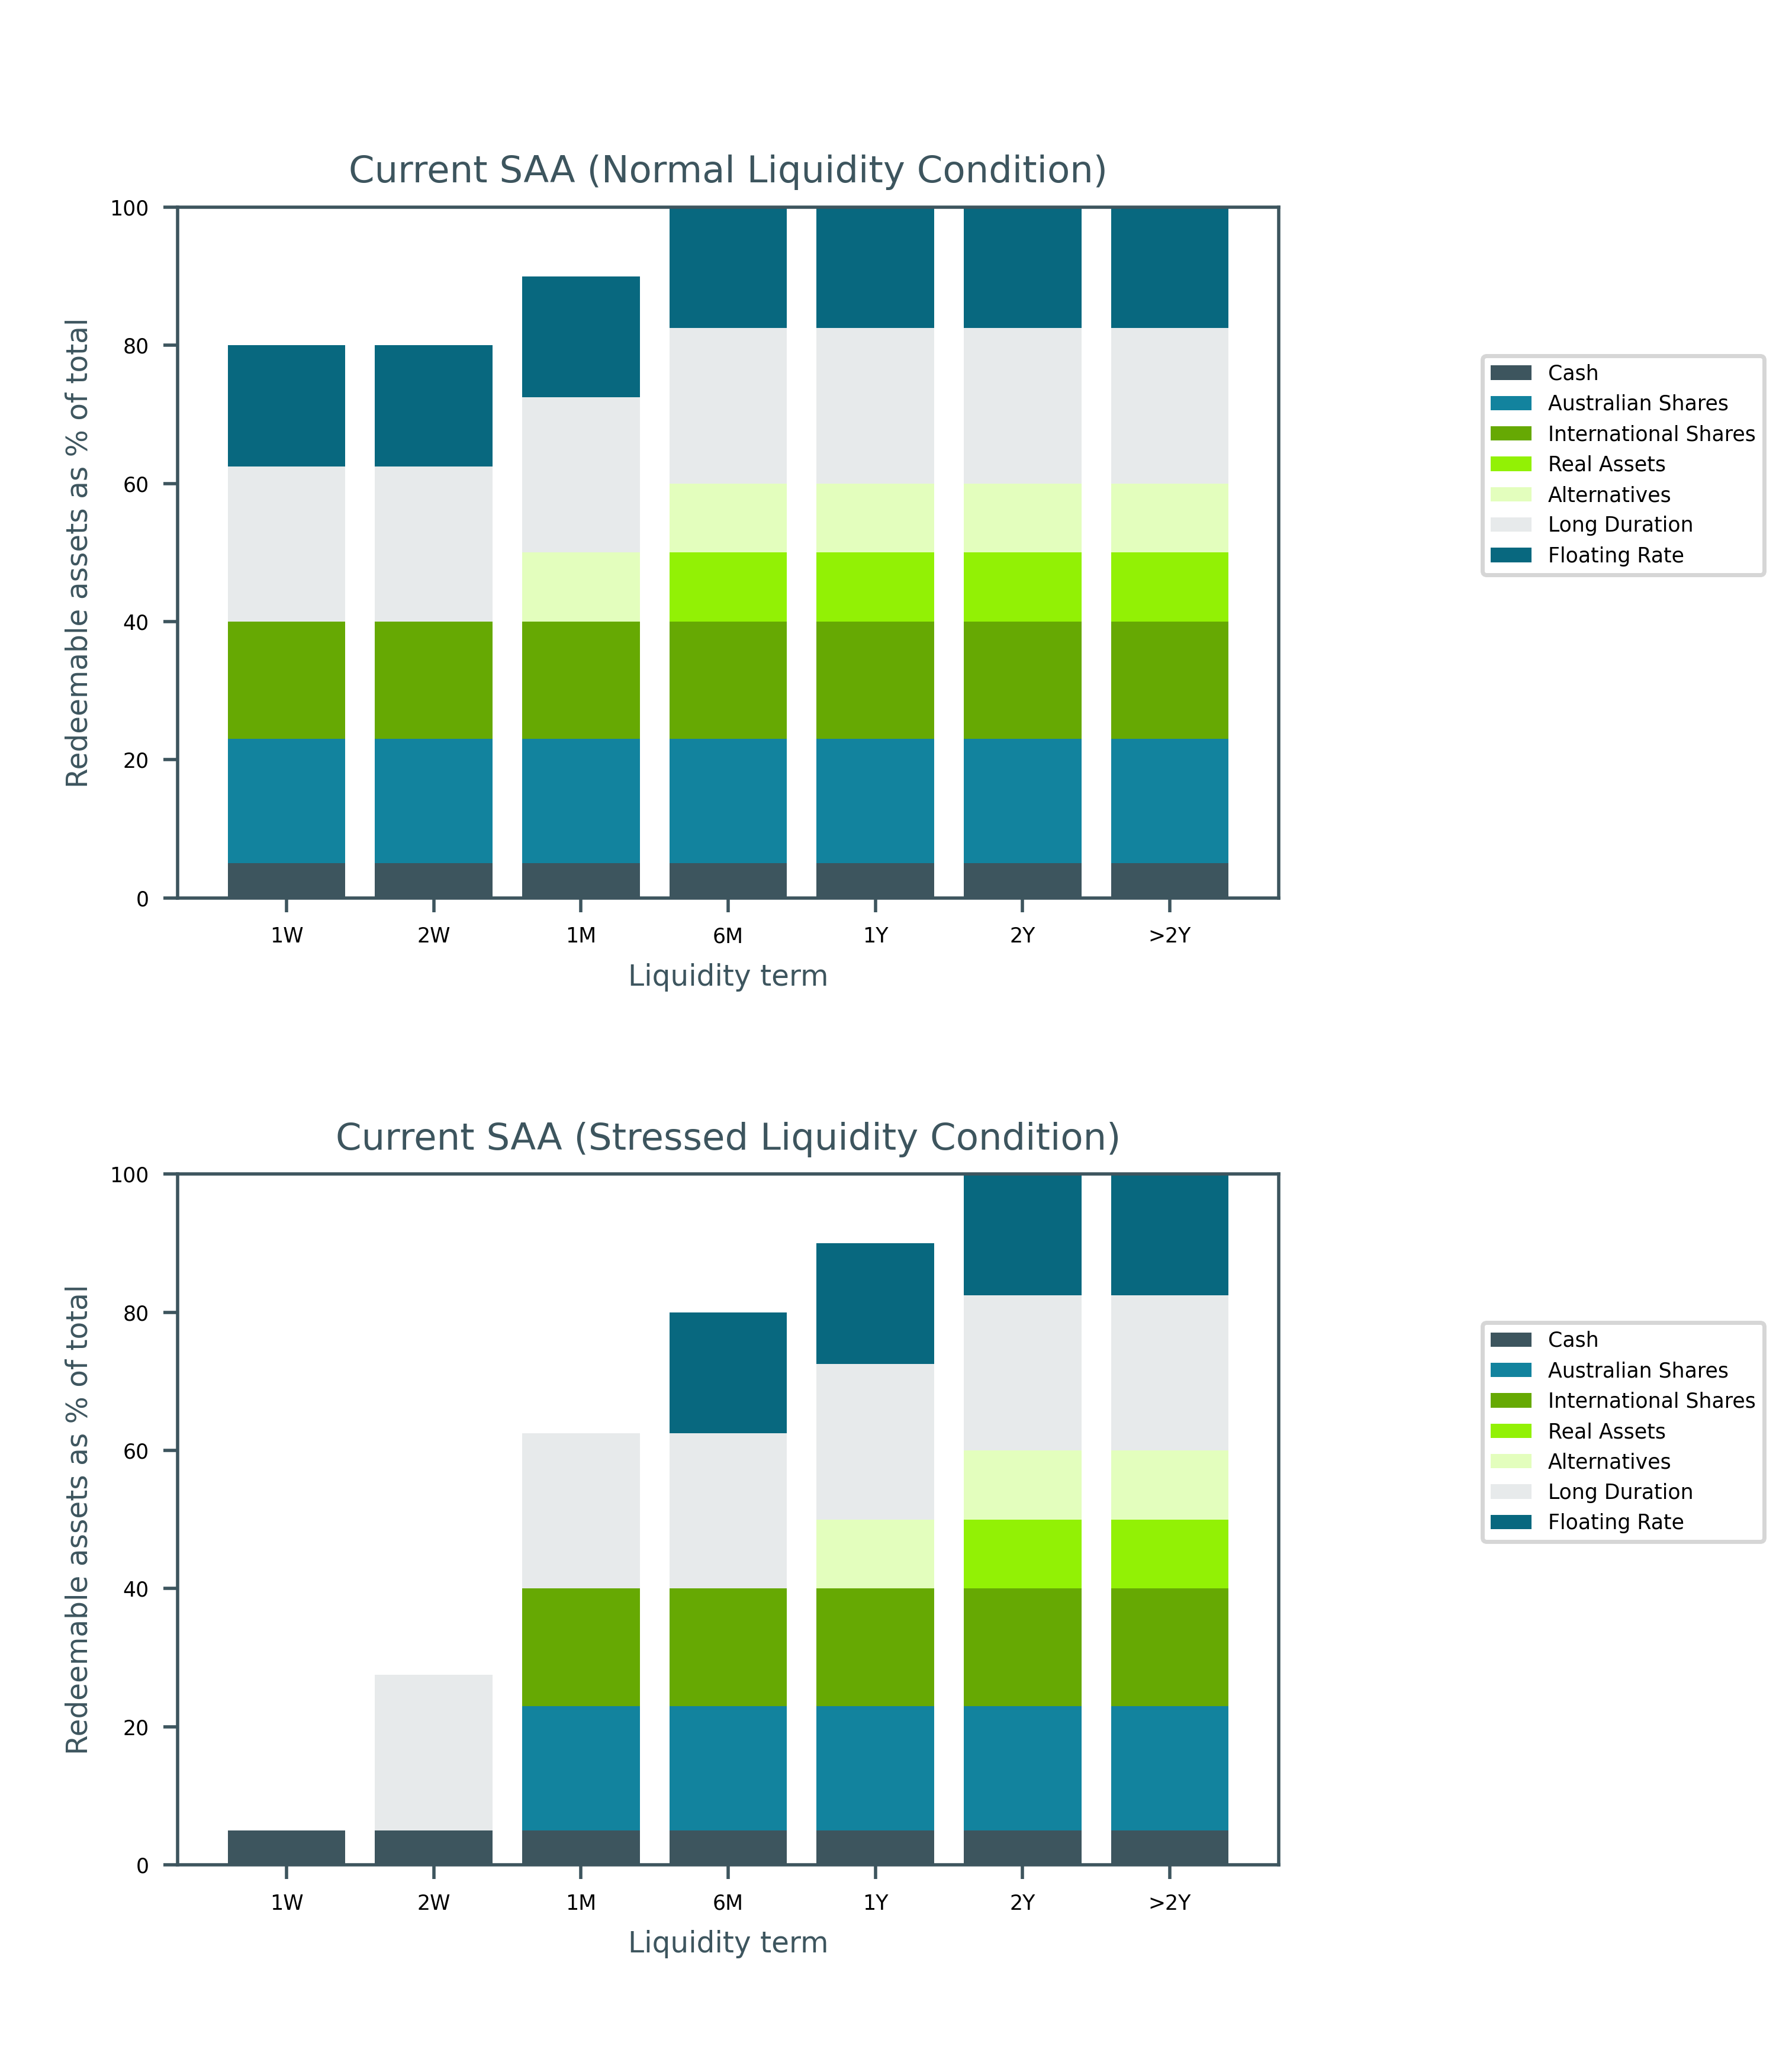 Current SAA (Normal Liquidity Condition)
Redeemable assets as % of total
100
80
60
40
20
0
1W 2W 1M 6M 1Y 2Y >2Y
Liquidity term
Cash
Australian Shares
International Shares
Real Assets
Alternatives
Long Duration
Floating Rate
Current SAA (Stressed Liquidity Condition)
Redeemable assets as % of total
100
80
60
40
20
0
1W 2W 1M 6M 1Y 2Y >2Y
Liquidity term
Cash
Australian Shares
International Shares
Real Assets
Alternatives
Long Duration
Floating Rate